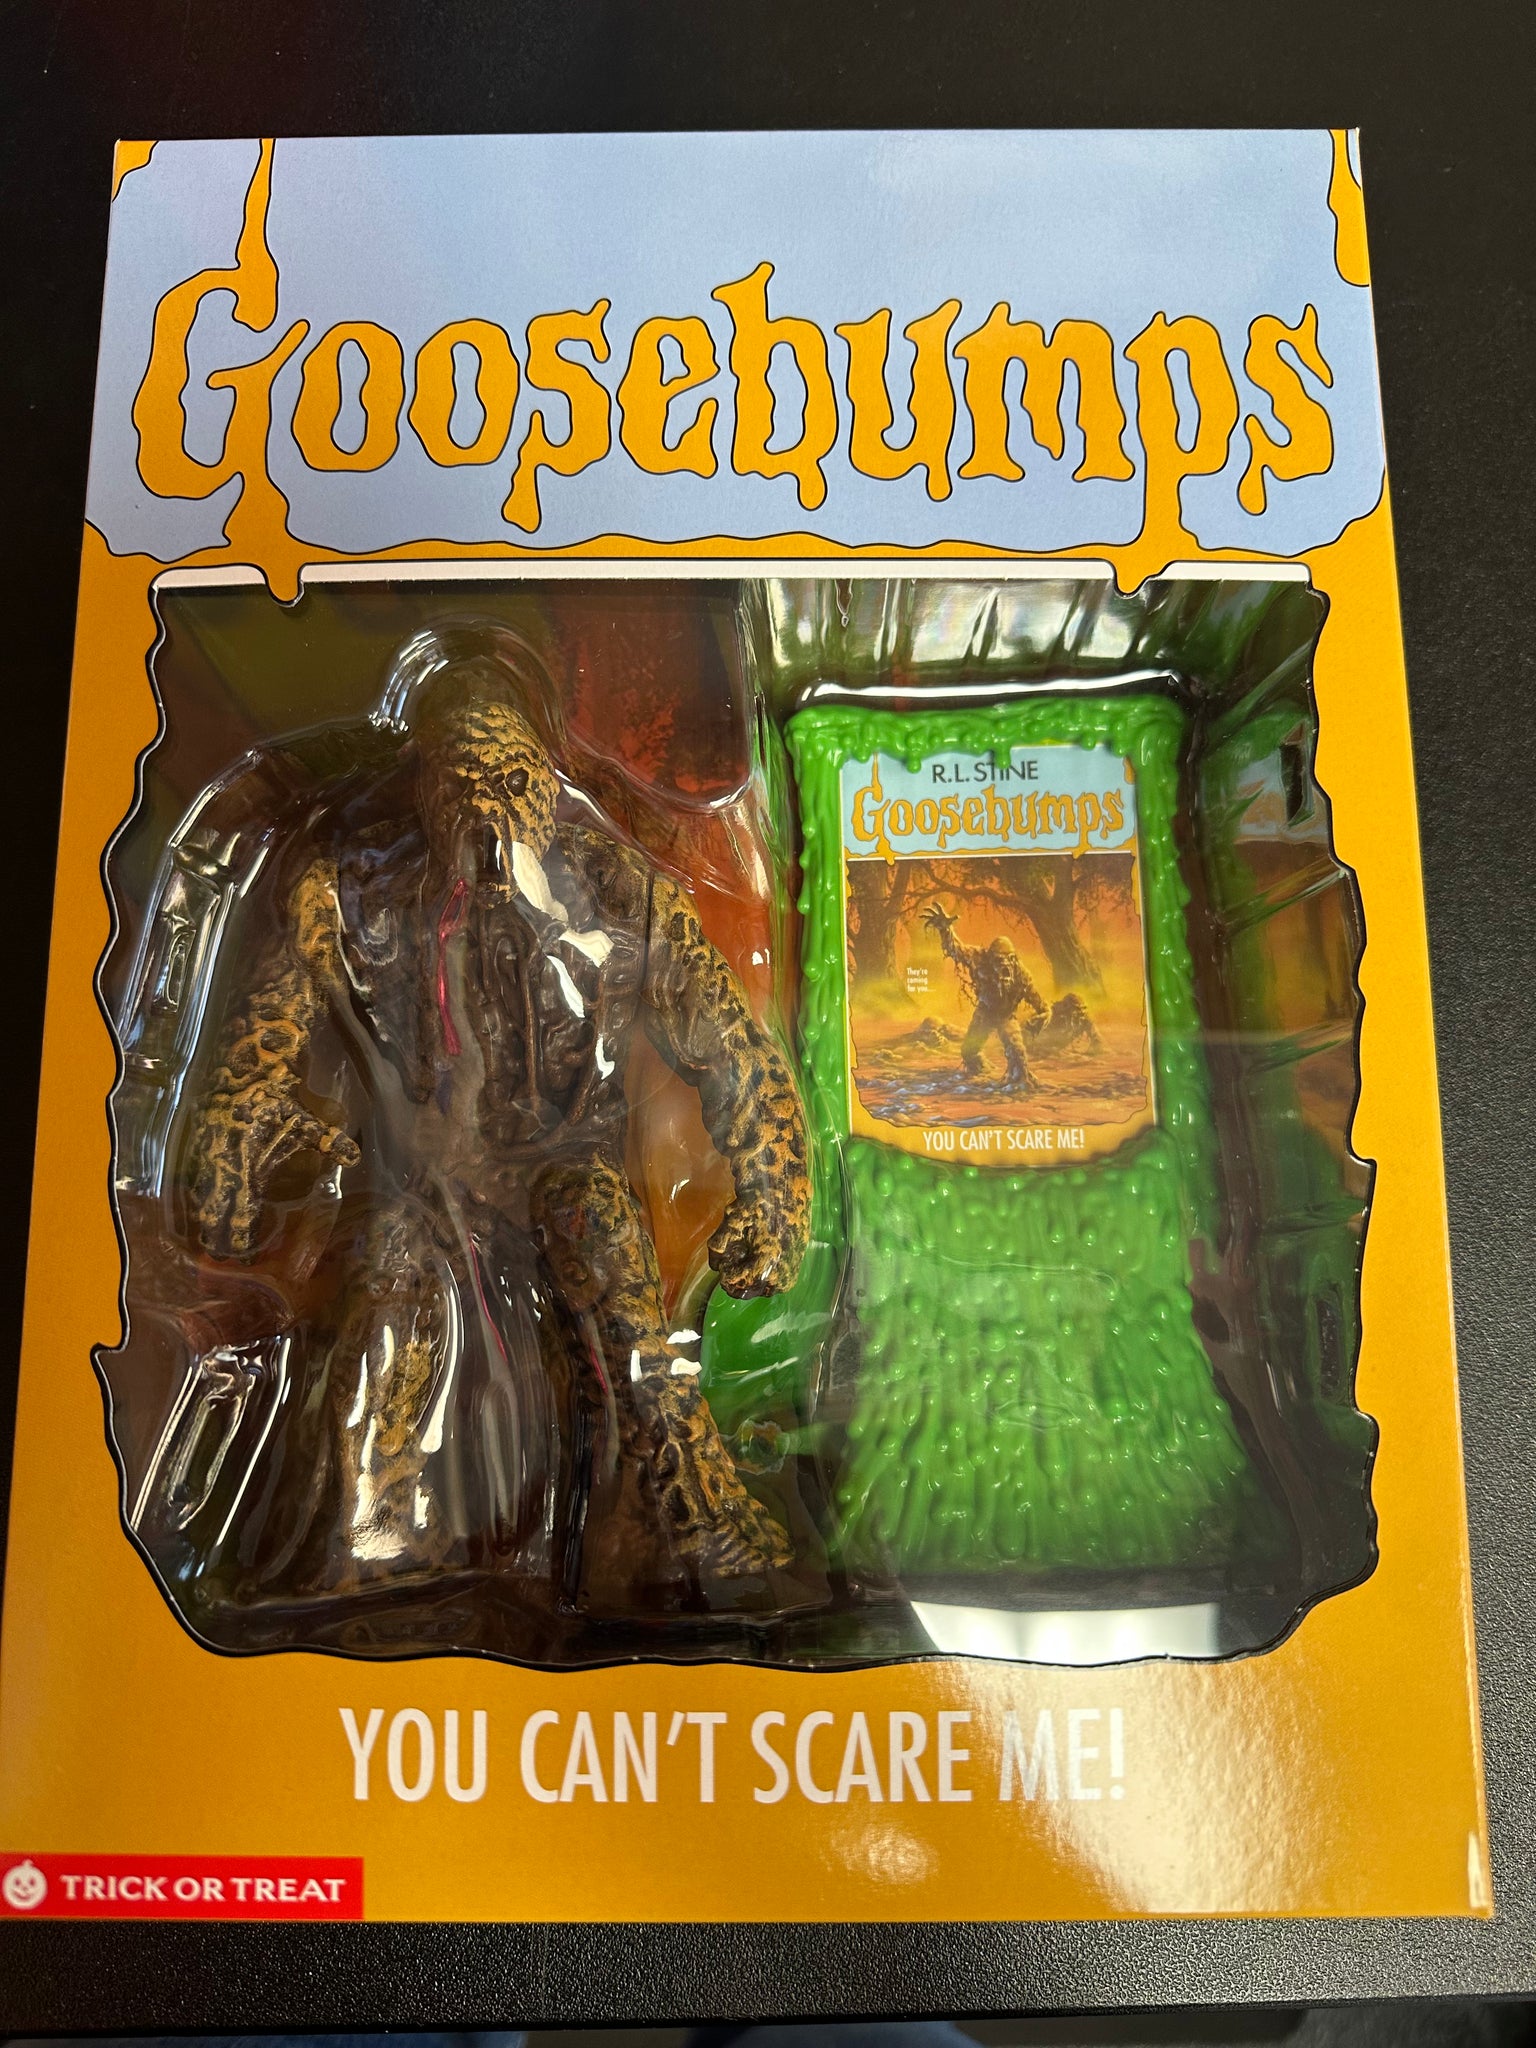 Goosebumps
R.L. STINE
Goosebumps
They're
coming
for you...
YOU CAN'T SCARE ME!
YOU CAN'T SCARE ME!
TRICK OR TREAT